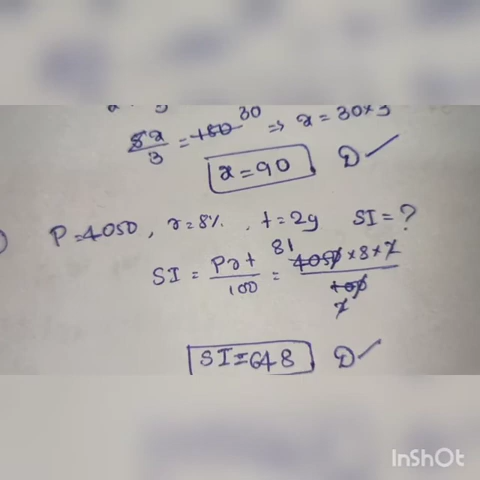 5x/3 = 150 30 => x = 30×3
x = 90. D ✓
P = 4050, r = 8%, t = 2y SI = ?
SI = Prt/100 = 81 4050 × 8 × 2/100 2
SI = 648 D ✓
InShOt